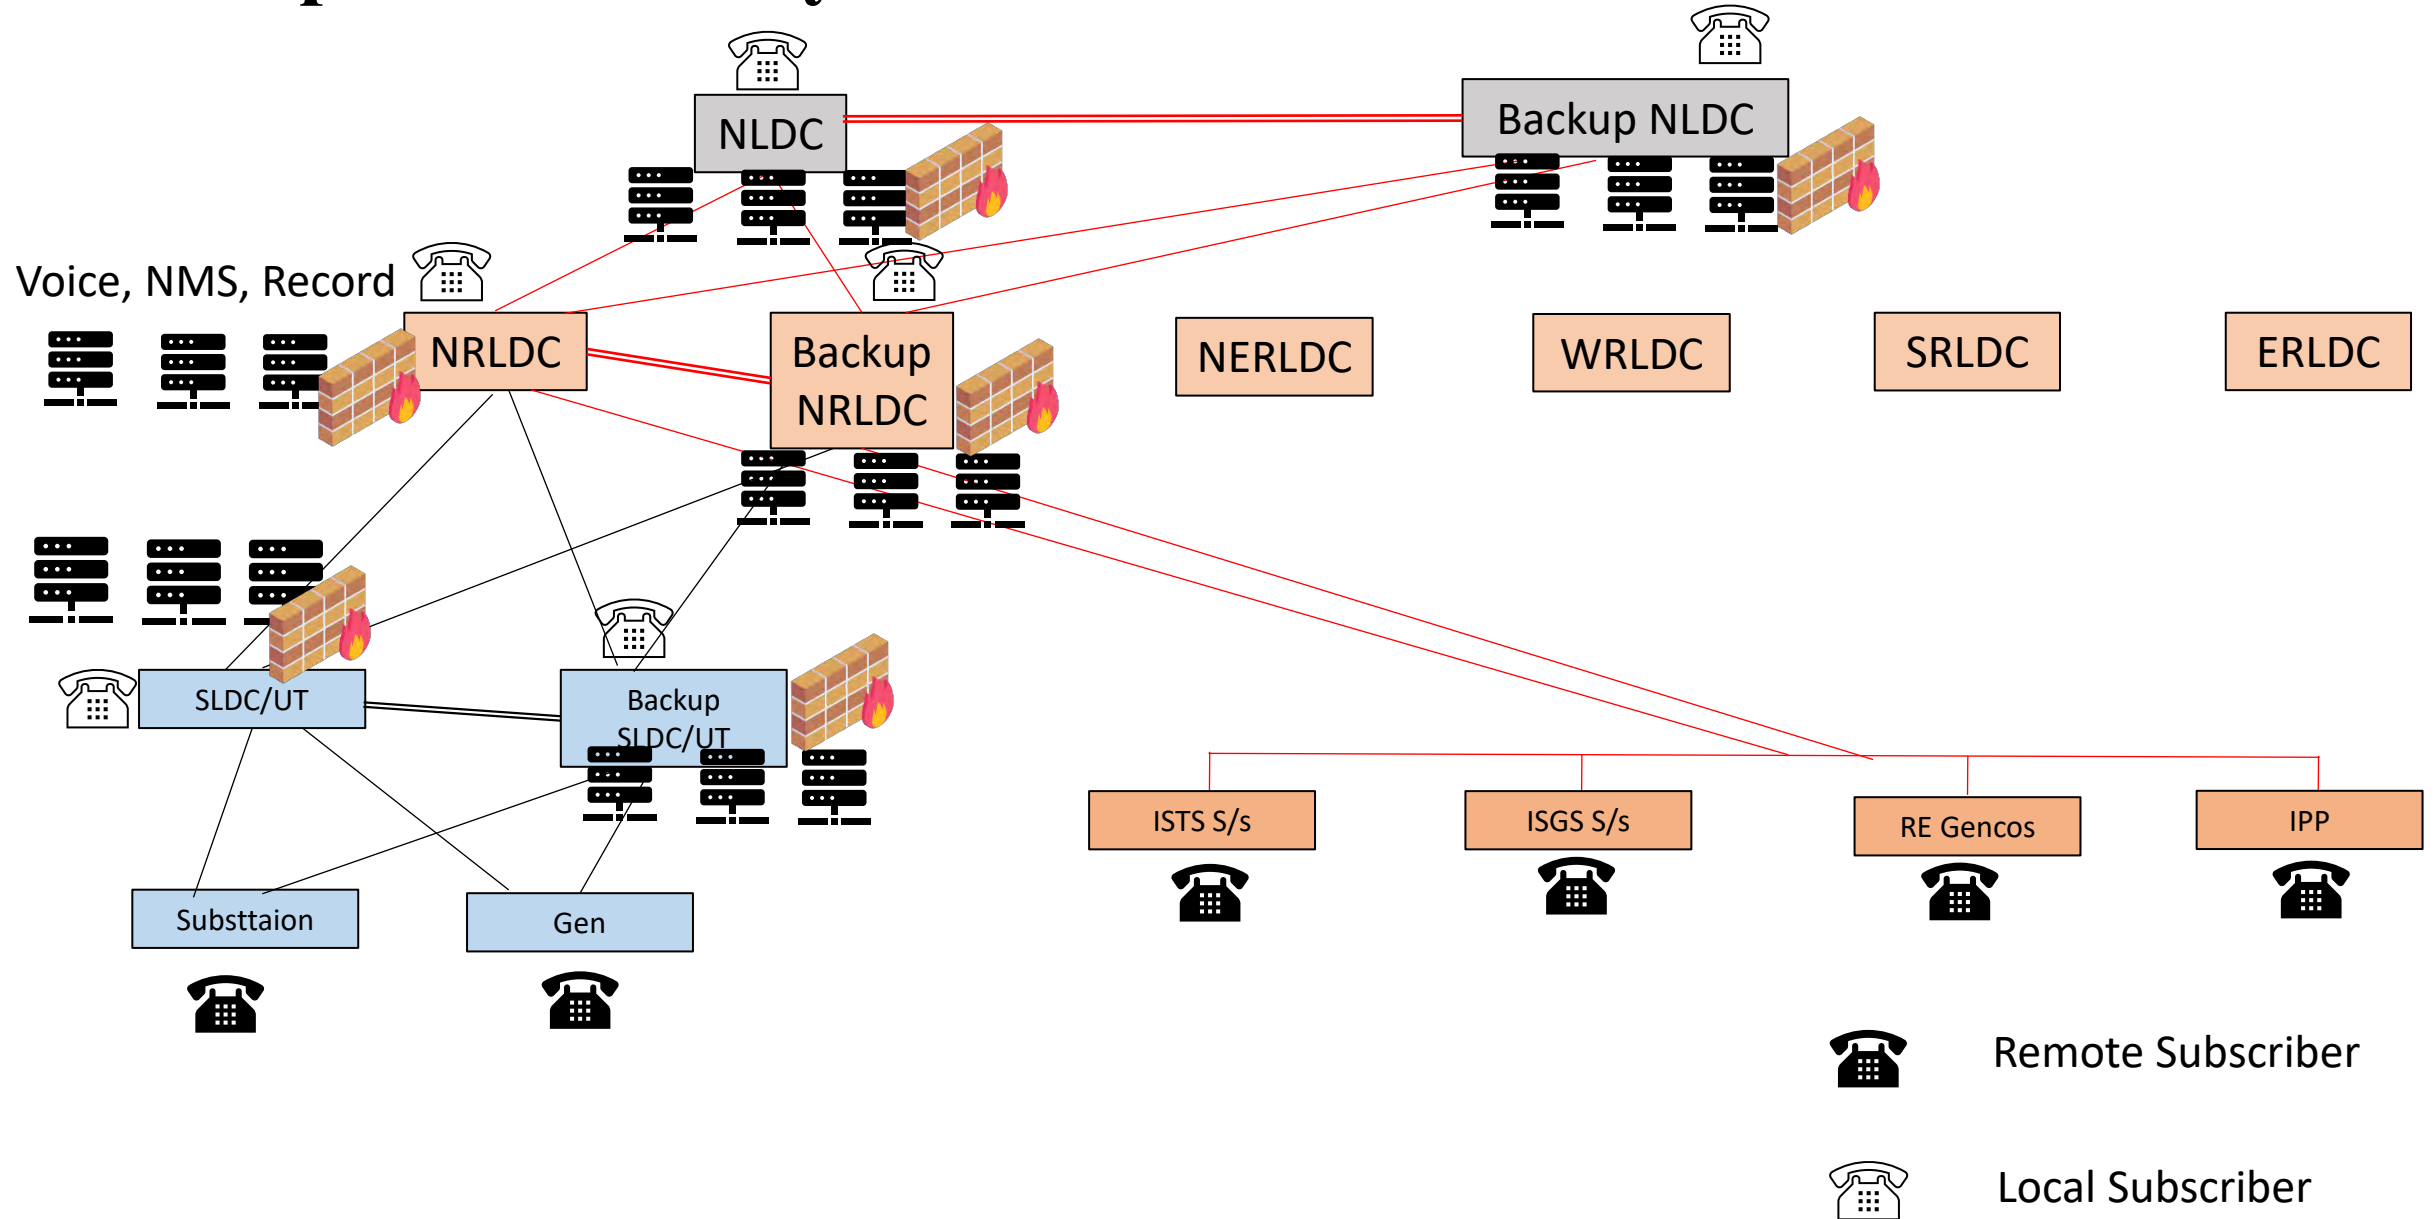 NLDC
Backup NLDC
Voice, NMS, Record
NRLDC
Backup
NRLDC
NERLDC
WRLDC
SRLDC
ERLDC
SLDC/UT
Backup
SLDC/UT
ISTS S/s
ISGS S/s
RE Gencos
IPP
Substtaion
Gen
Remote Subscriber
Local Subscriber